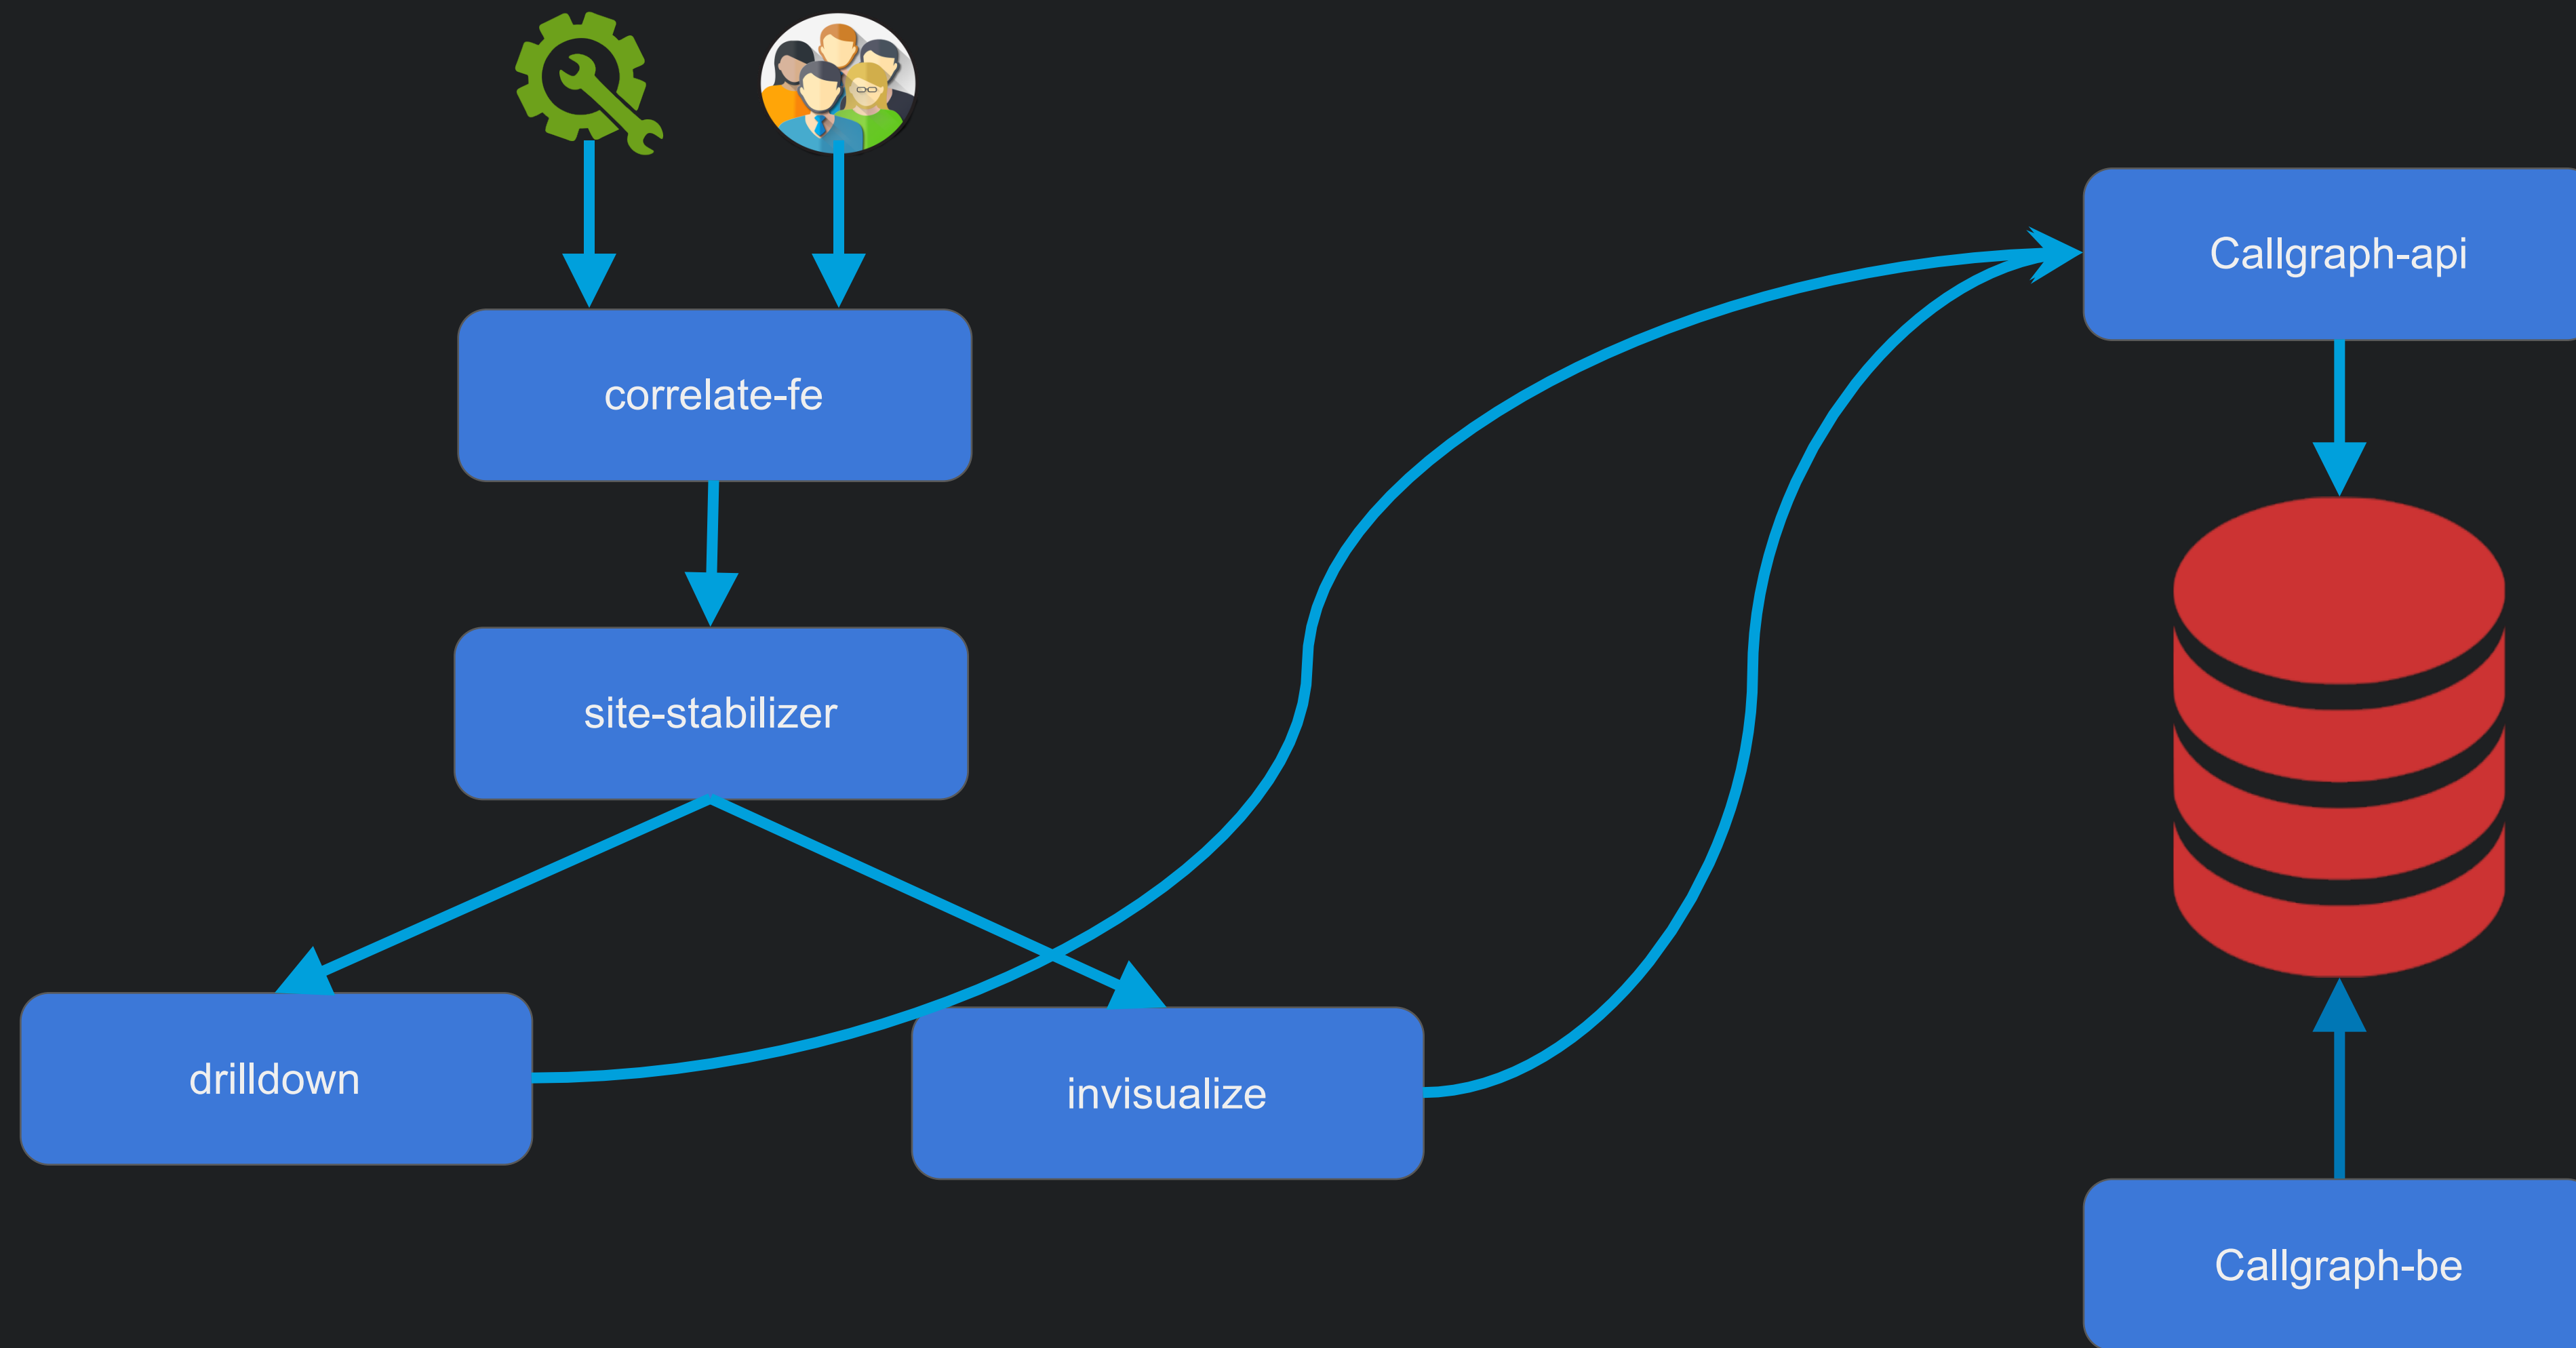 Callgraph-api
correlate-fe
site-stabilizer
drilldown
invisualize
Callgraph-be